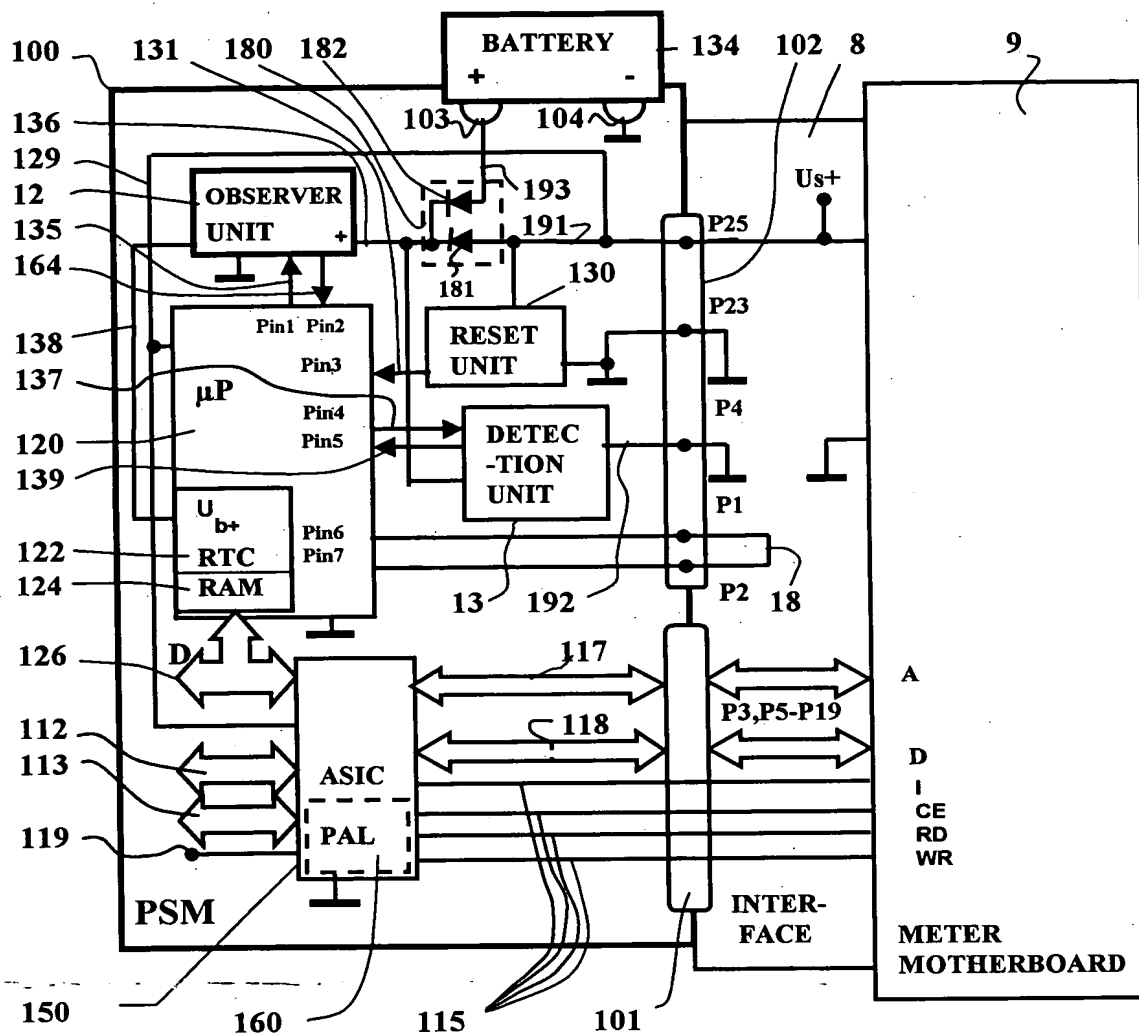 131 180 182 BATTERY 134 102 8 9
100
+ -
136 103 104
129 193 Us+
12 OBSERVER
UNIT + 191 P25
135 181 130
164 P23
Pin1 Pin2 RESET
UNIT
138 Pin3
137 μP P4
Pin4
120 Pin5 DETEC
-TION
UNIT
139 P1
U b+
122 RTC Pin6
Pin7
124 RAM 13 192 P2 18
126 D 117 A
P3,P5-P19
112 118 D
113 ASIC I
CE
119 PAL RD
WR
PSM INTER-
FACE METER
MOTHERBOARD
150 160 115 101